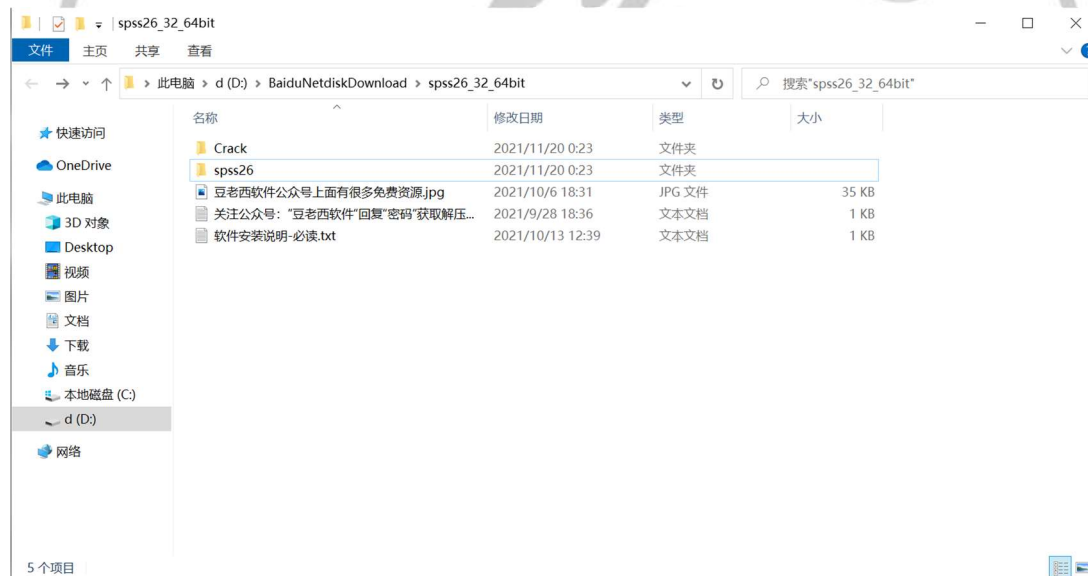 spss26_32_64bit
文件 主页 共享 查看
此电脑 › d (D:) › BaiduNetdiskDownload › spss26_32_64bit 搜索"spss26_32_64bit"
名称 修改日期 类型 大小
快速访问
OneDrive
此电脑
3D 对象
Desktop
视频
图片
文档
下载
音乐
本地磁盘 (C:)
d (D:)
网络
Crack 2021/11/20 0:23 文件夹
spss26 2021/11/20 0:23 文件夹
豆老西软件公众号上面有很多免费资源.jpg 2021/10/6 18:31 JPG 文件 35 KB
关注公众号:“豆老西软件”回复”密码”获取解压... 2021/9/28 18:36 文本文档 1 KB
软件安装说明-必读.txt 2021/10/13 12:39 文本文档 1 KB
5 个项目